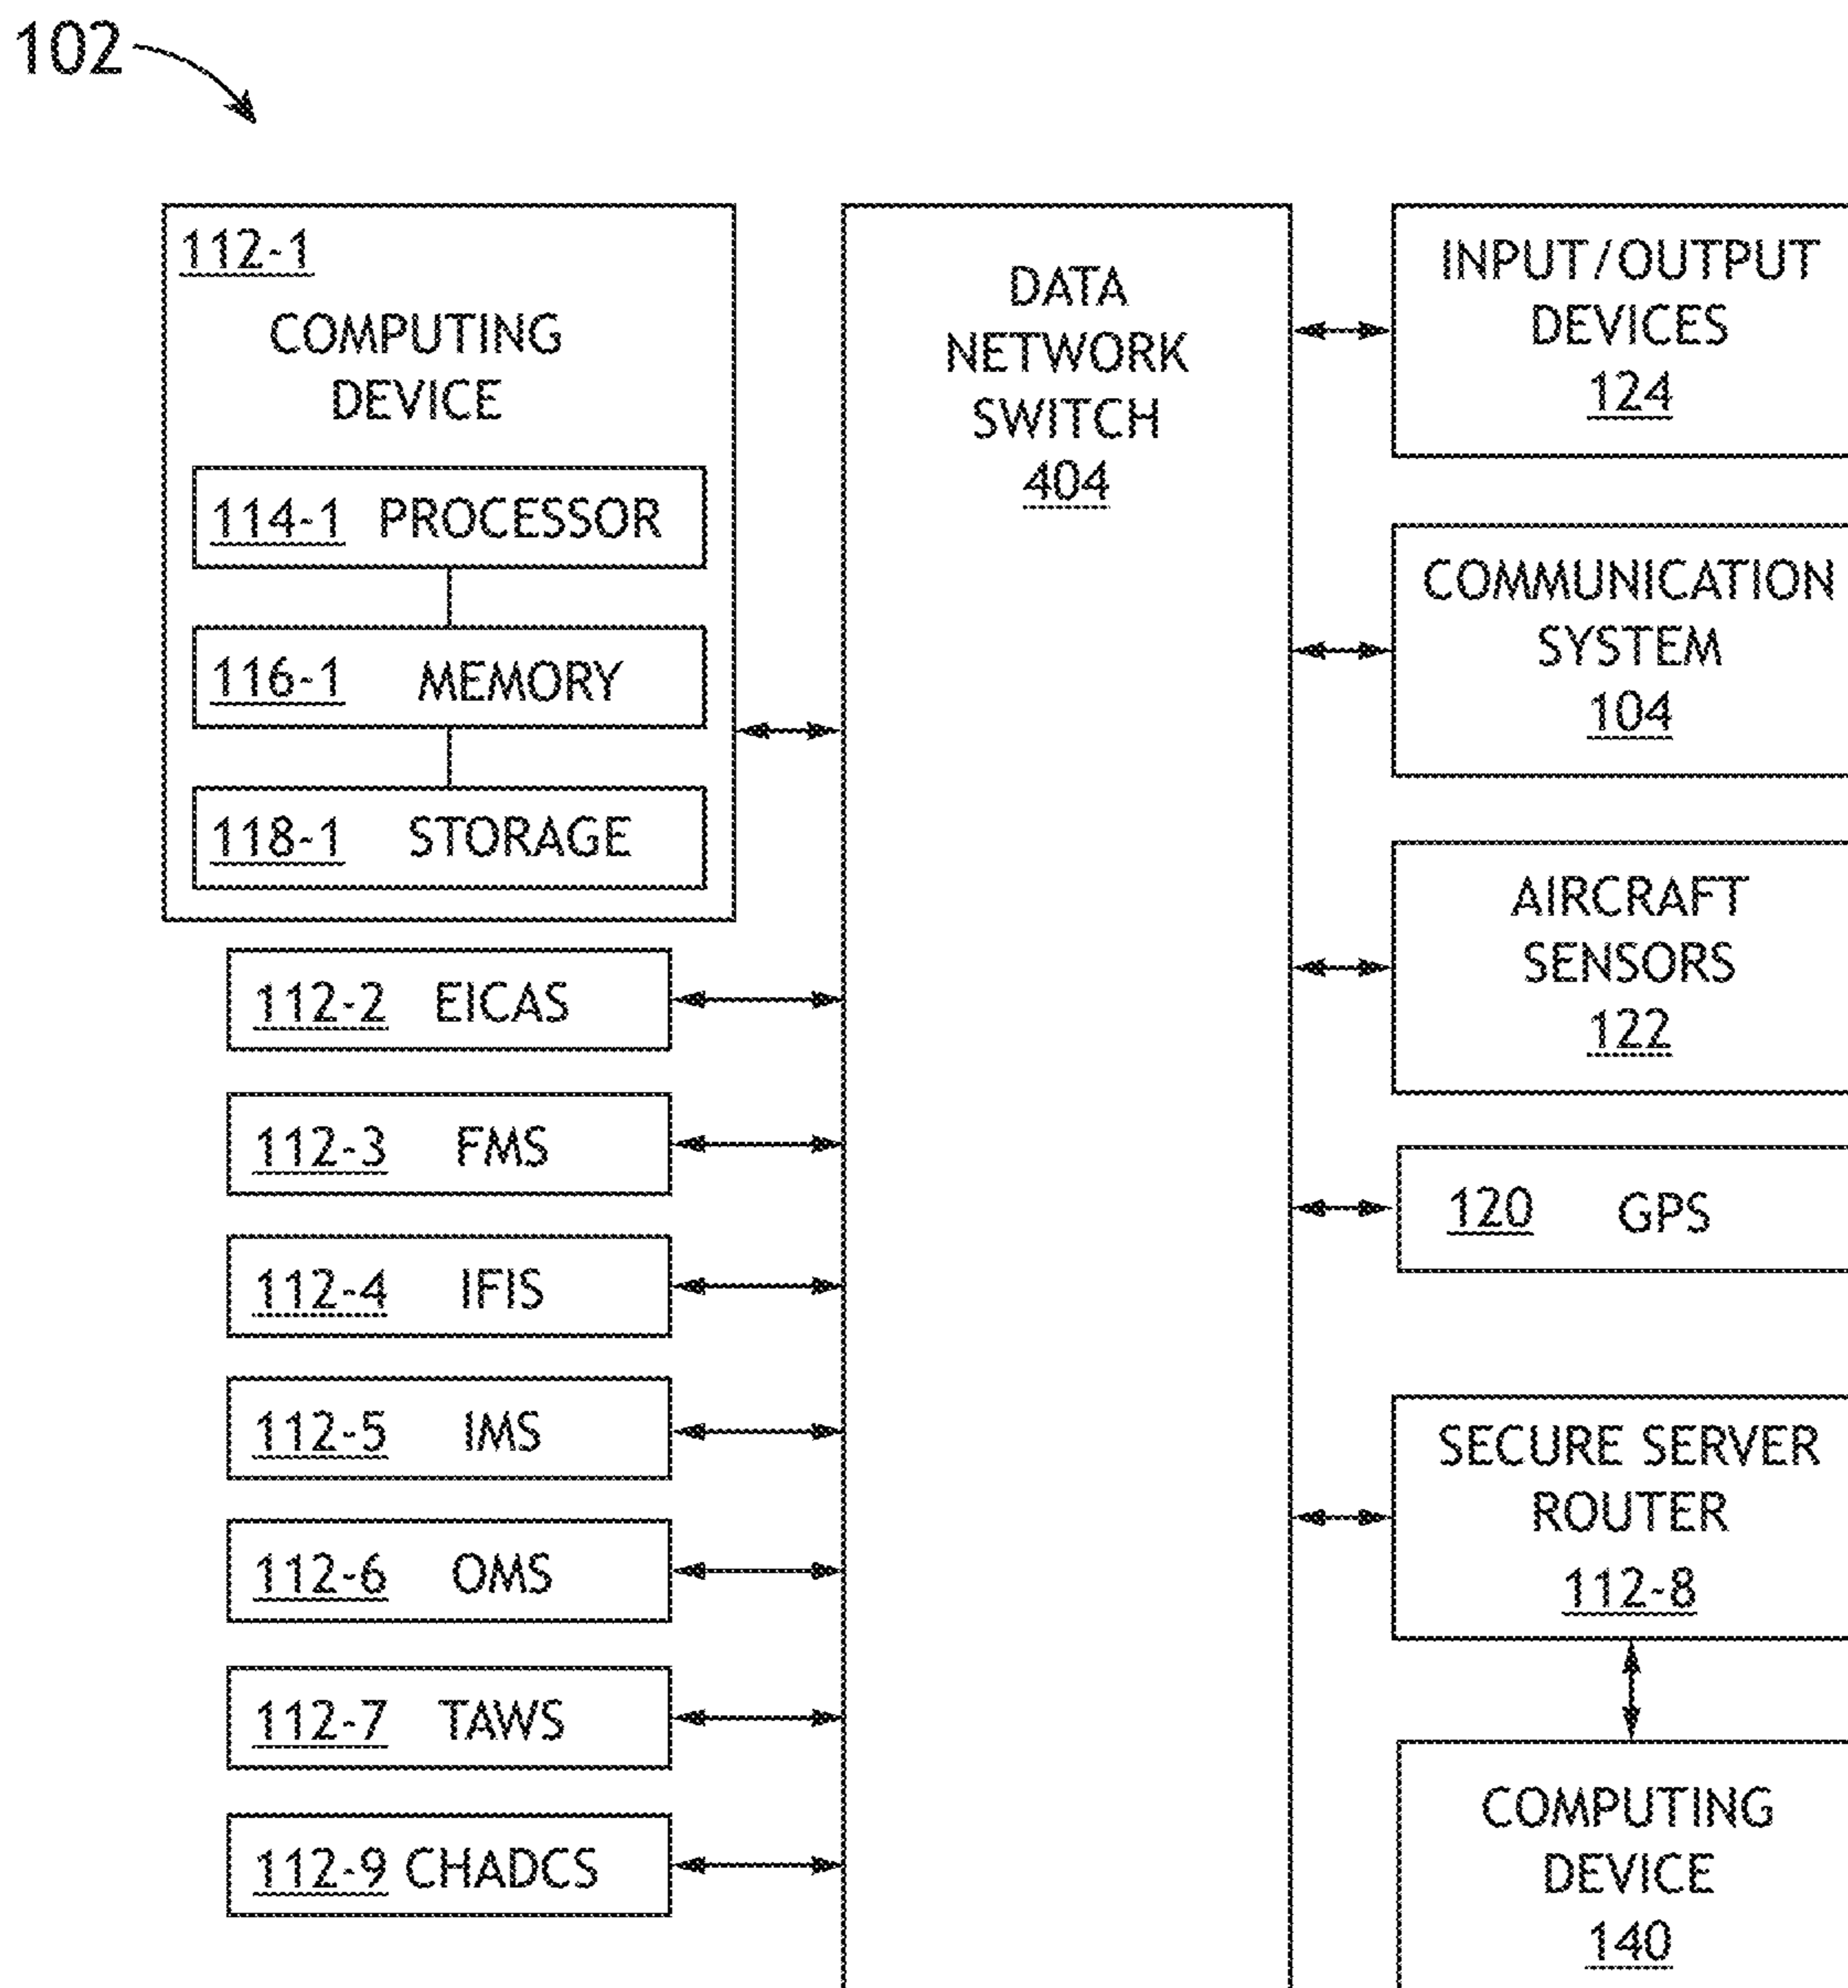 102
112-1
COMPUTING
DEVICE
114-1 PROCESSOR
116-1 MEMORY
118-1 STORAGE
112-2 EICAS
112-3 FMS
112-4 IFIS
112-5 IMS
112-6 OMS
112-7 TAWS
112-9 CHADCS
DATA
NETWORK
SWITCH
404
INPUT/OUTPUT
DEVICES
124
COMMUNICATION
SYSTEM
104
AIRCRAFT
SENSORS
122
120 GPS
SECURE SERVER
ROUTER
112-8
COMPUTING
DEVICE
140